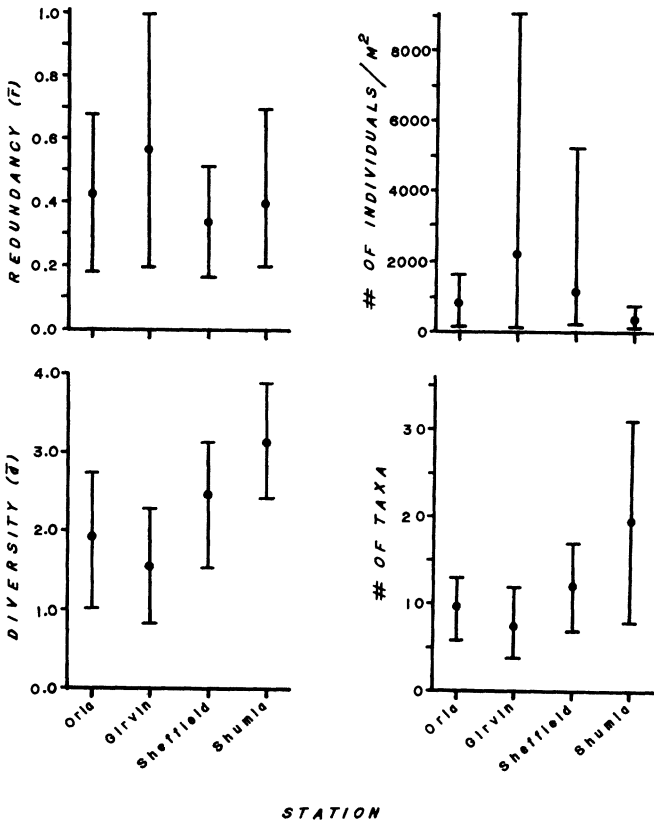 REDUNDANCY (r̄)
1.0
0.8
0.6
0.4
0.2
0.0
# OF INDIVIDUALS/M²
8000
6000
4000
2000
0
DIVERSITY (d̄)
4.0
3.0
2.0
1.0
0.0
Orla
Girvin
Sheffield
Shumla
# OF TAXA
30
20
10
0
Orla
Girvin
Sheffield
Shumla
STATION